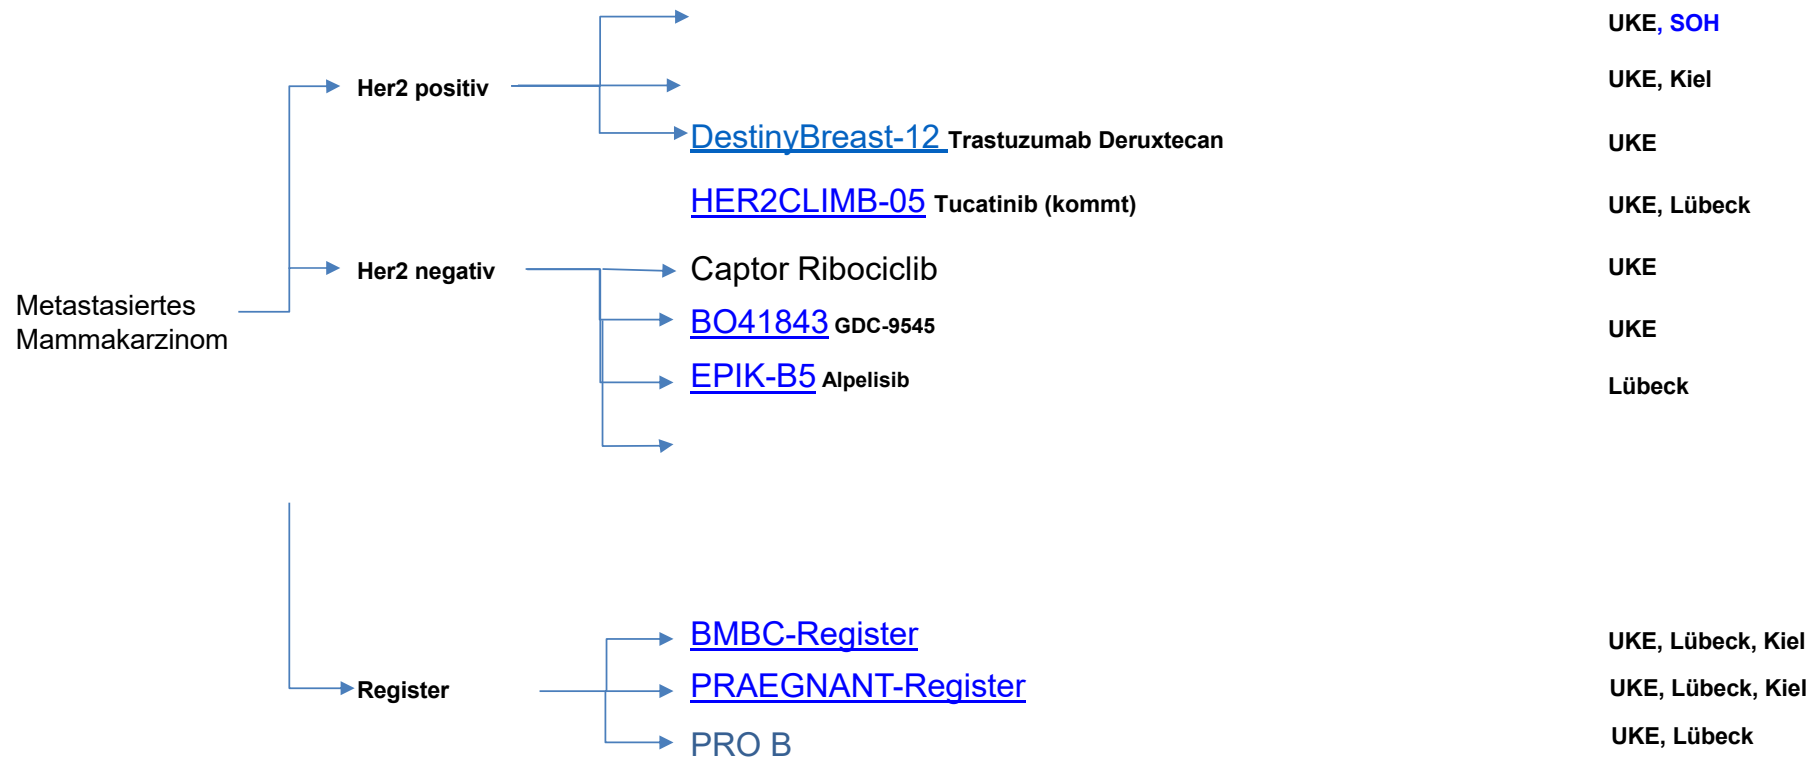 UKE, SOH
Her2 positiv
UKE, Kiel
DestinyBreast-12 Trastuzumab Deruxtecan
UKE
HER2CLIMB-05 Tucatinib (kommt)
UKE, Lübeck
Her2 negativ
Captor Ribociclib
UKE
Metastasiertes
Mammakarzinom
BO41843 GDC-9545
UKE
EPIK-B5 Alpelisib
Lübeck
BMBC-Register
UKE, Lübeck, Kiel
Register
PRAEGNANT-Register
UKE, Lübeck, Kiel
PRO B
UKE, Lübeck